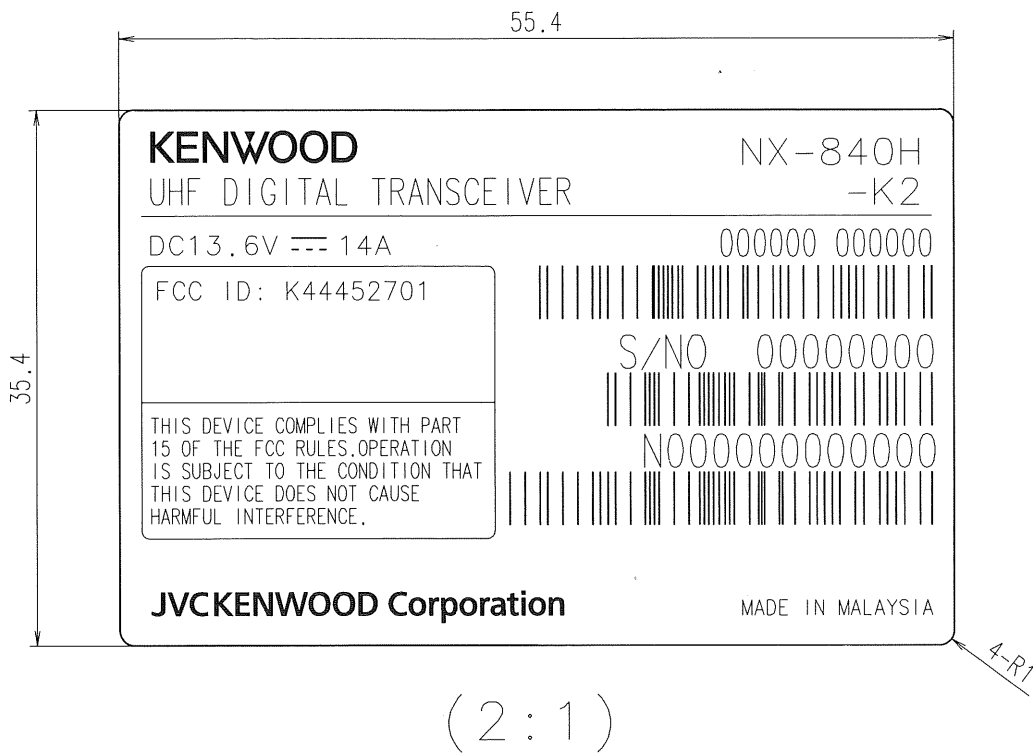 55.4
35.4
KENWOOD
NX-840H
UHF DIGITAL TRANSCEIVER
-K2
DC13.6V ⎓ 14A
000000 000000
FCC ID: K44452701
S/NO 00000000
THIS DEVICE COMPLIES WITH PART
15 OF THE FCC RULES.OPERATION
IS SUBJECT TO THE CONDITION THAT
THIS DEVICE DOES NOT CAUSE
HARMFUL INTERFERENCE.
N000000000000
JVCKENWOOD Corporation
MADE IN MALAYSIA
4-R1
(2:1)